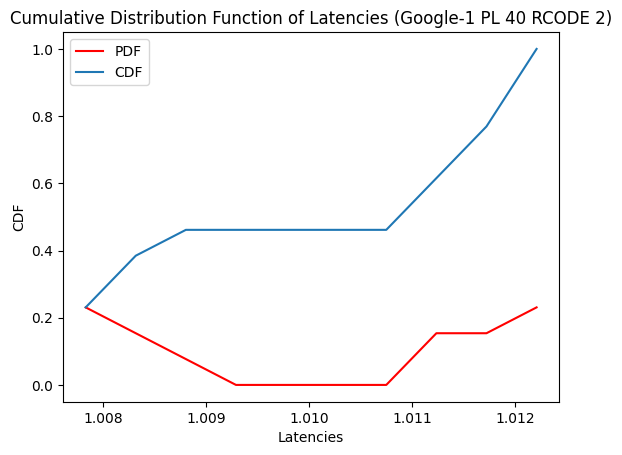 Cumulative Distribution Function of Latencies (Google-1 PL 40 RCODE 2)
PDF
CDF
1.0
0.8
0.6
0.4
0.2
0.0
CDF
1.008 1.009 1.010 1.011 1.012
Latencies